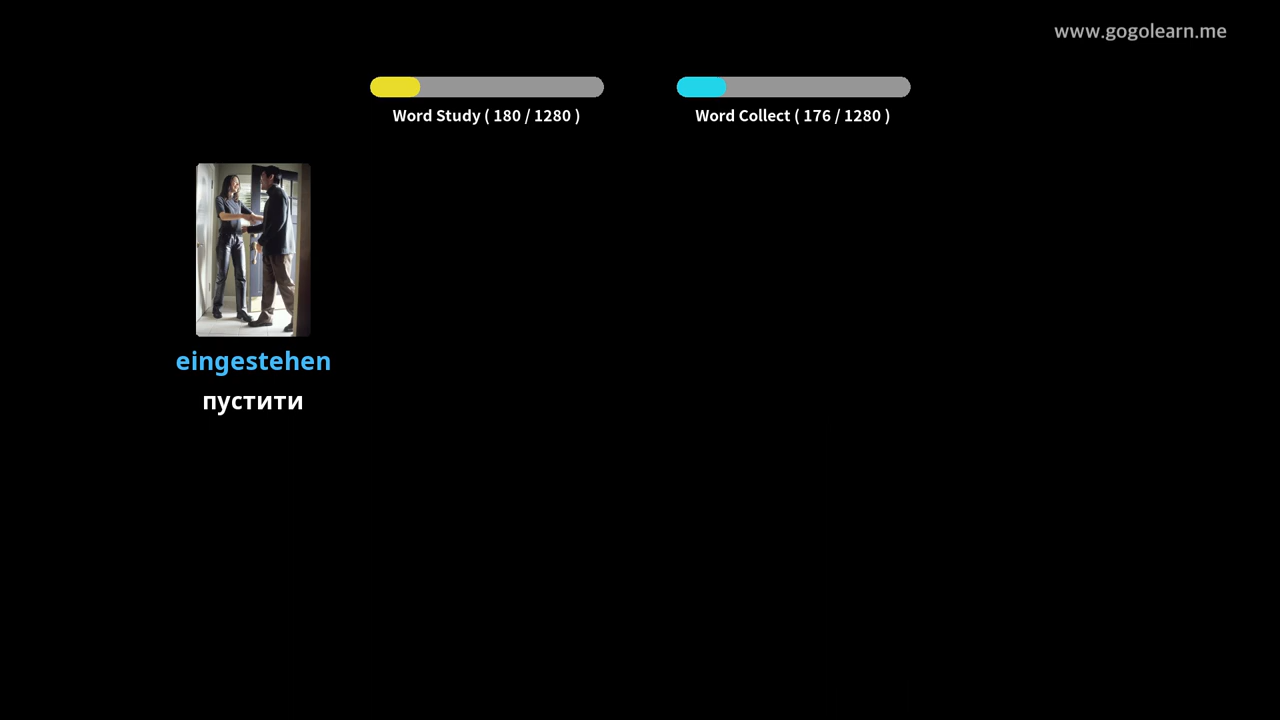 www.gogolearn.me
Word Study ( 180 / 1280 )
Word Collect ( 176 / 1280 )
eingestehen
пустити